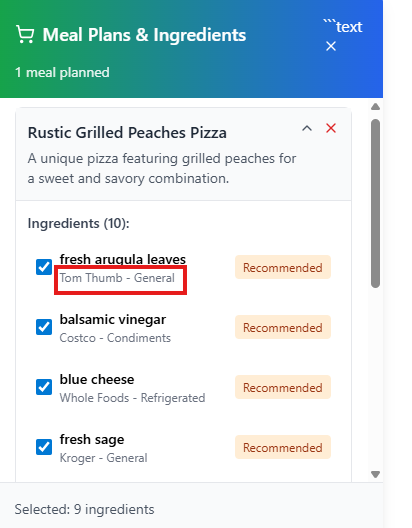 Meal Plans & Ingredients
```text
1 meal planned
Rustic Grilled Peaches Pizza
A unique pizza featuring grilled peaches for
a sweet and savory combination.
Ingredients (10):
fresh arugula leaves
Tom Thumb - General
Recommended
balsamic vinegar
Costco - Condiments
Recommended
blue cheese
Whole Foods - Refrigerated
Recommended
fresh sage
Kroger - General
Recommended
Selected: 9 ingredients